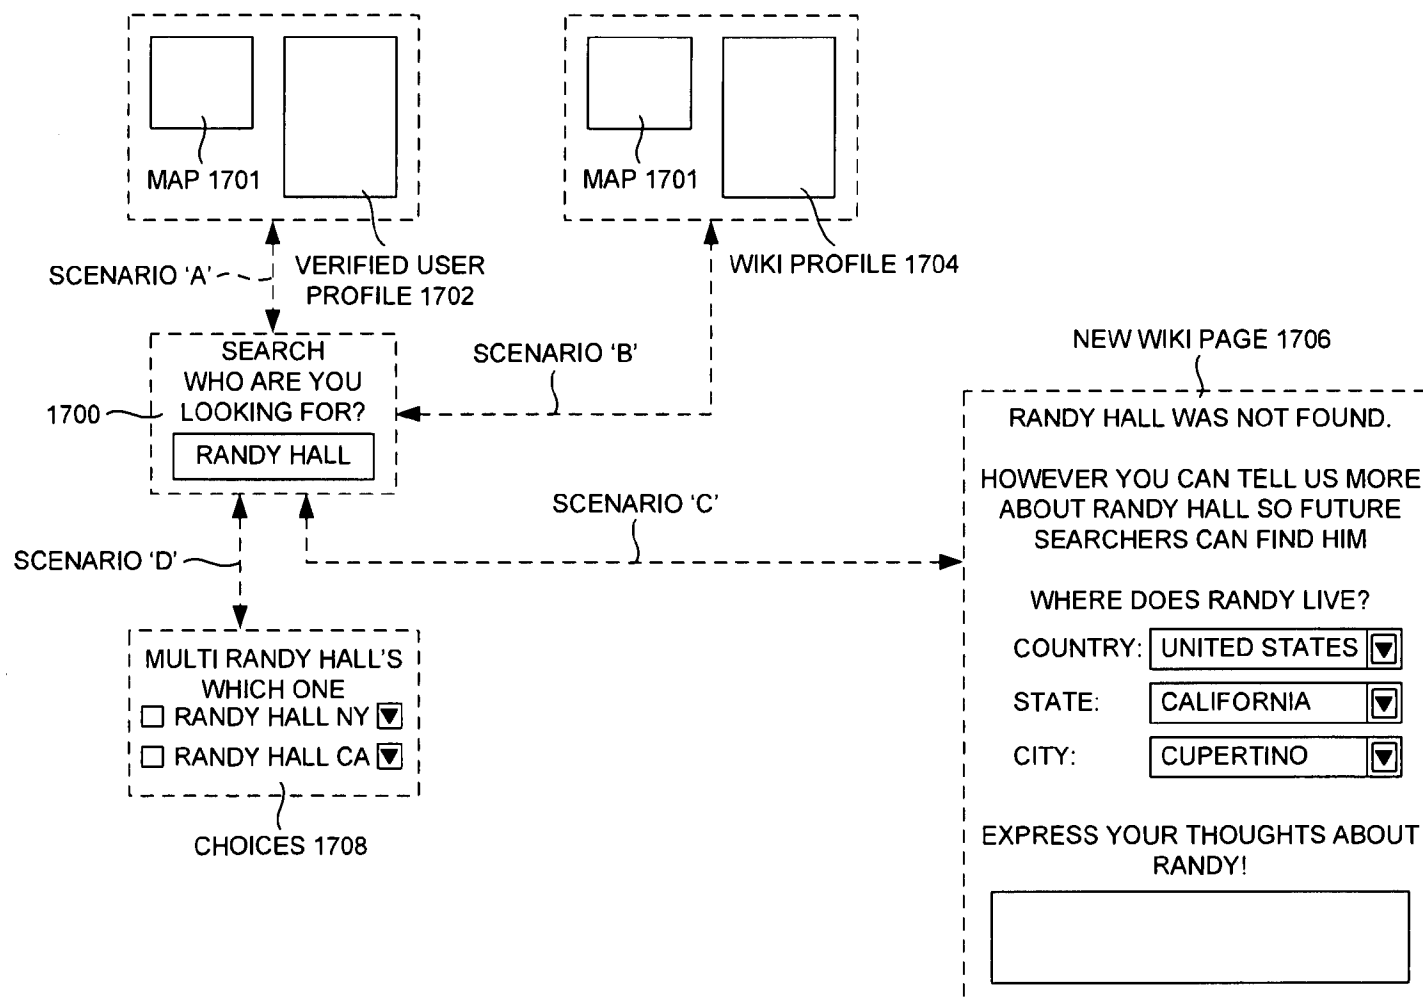 MAP 1701
MAP 1701
SCENARIO 'A'
VERIFIED USER
PROFILE 1702
WIKI PROFILE 1704
SEARCH
WHO ARE YOU
LOOKING FOR?
RANDY HALL
1700
SCENARIO 'B'
SCENARIO 'C'
SCENARIO 'D'
MULTI RANDY HALL'S
WHICH ONE
RANDY HALL NY
RANDY HALL CA
CHOICES 1708
NEW WIKI PAGE 1706
RANDY HALL WAS NOT FOUND.
HOWEVER YOU CAN TELL US MORE
ABOUT RANDY HALL SO FUTURE
SEARCHERS CAN FIND HIM
WHERE DOES RANDY LIVE?
COUNTRY: UNITED STATES
STATE: CALIFORNIA
CITY: CUPERTINO
EXPRESS YOUR THOUGHTS ABOUT
RANDY!